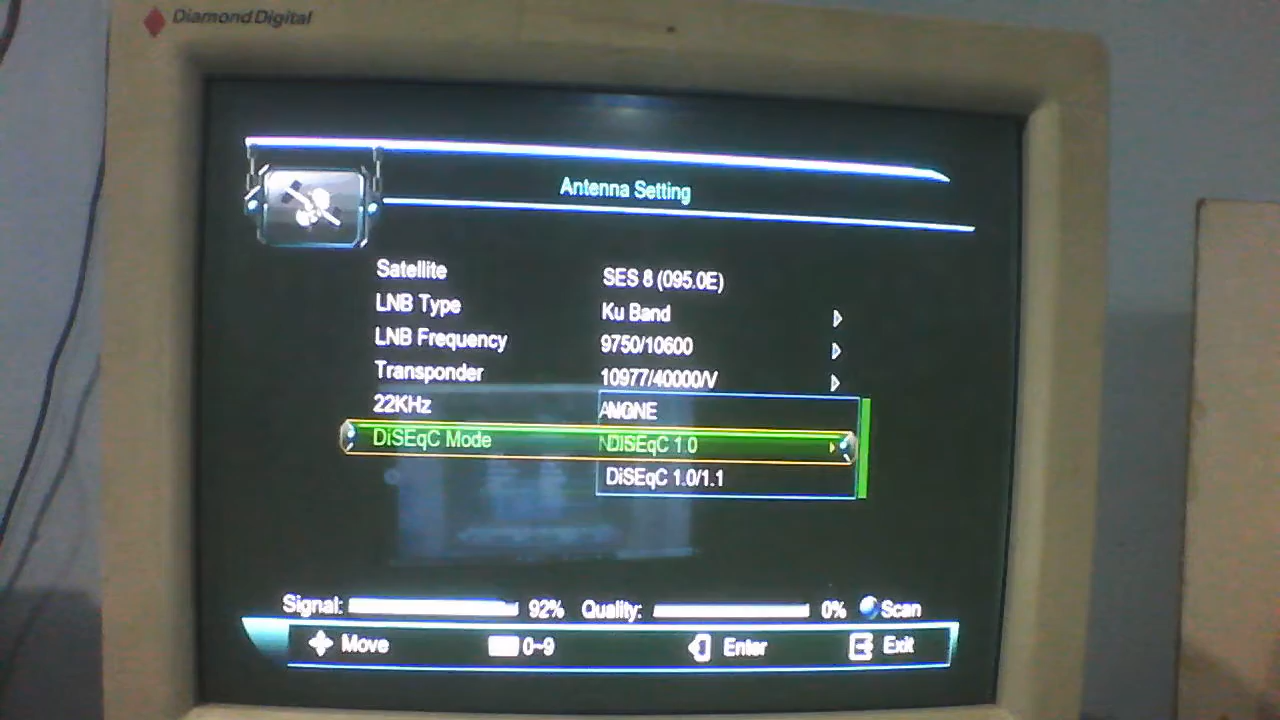 Diamond Digital
Antenna Setting
Satellite SES 8 (095.0E)
LNB Type Ku Band
LNB Frequency 9750/10600
Transponder 10977/40000/V
22KHz NONE
DiSEqC Mode DiSEqC 1.0
DiSEqC 1.0/1.1
Signal: 92% Quality: 0% Scan
Move 0~9 Enter Exit